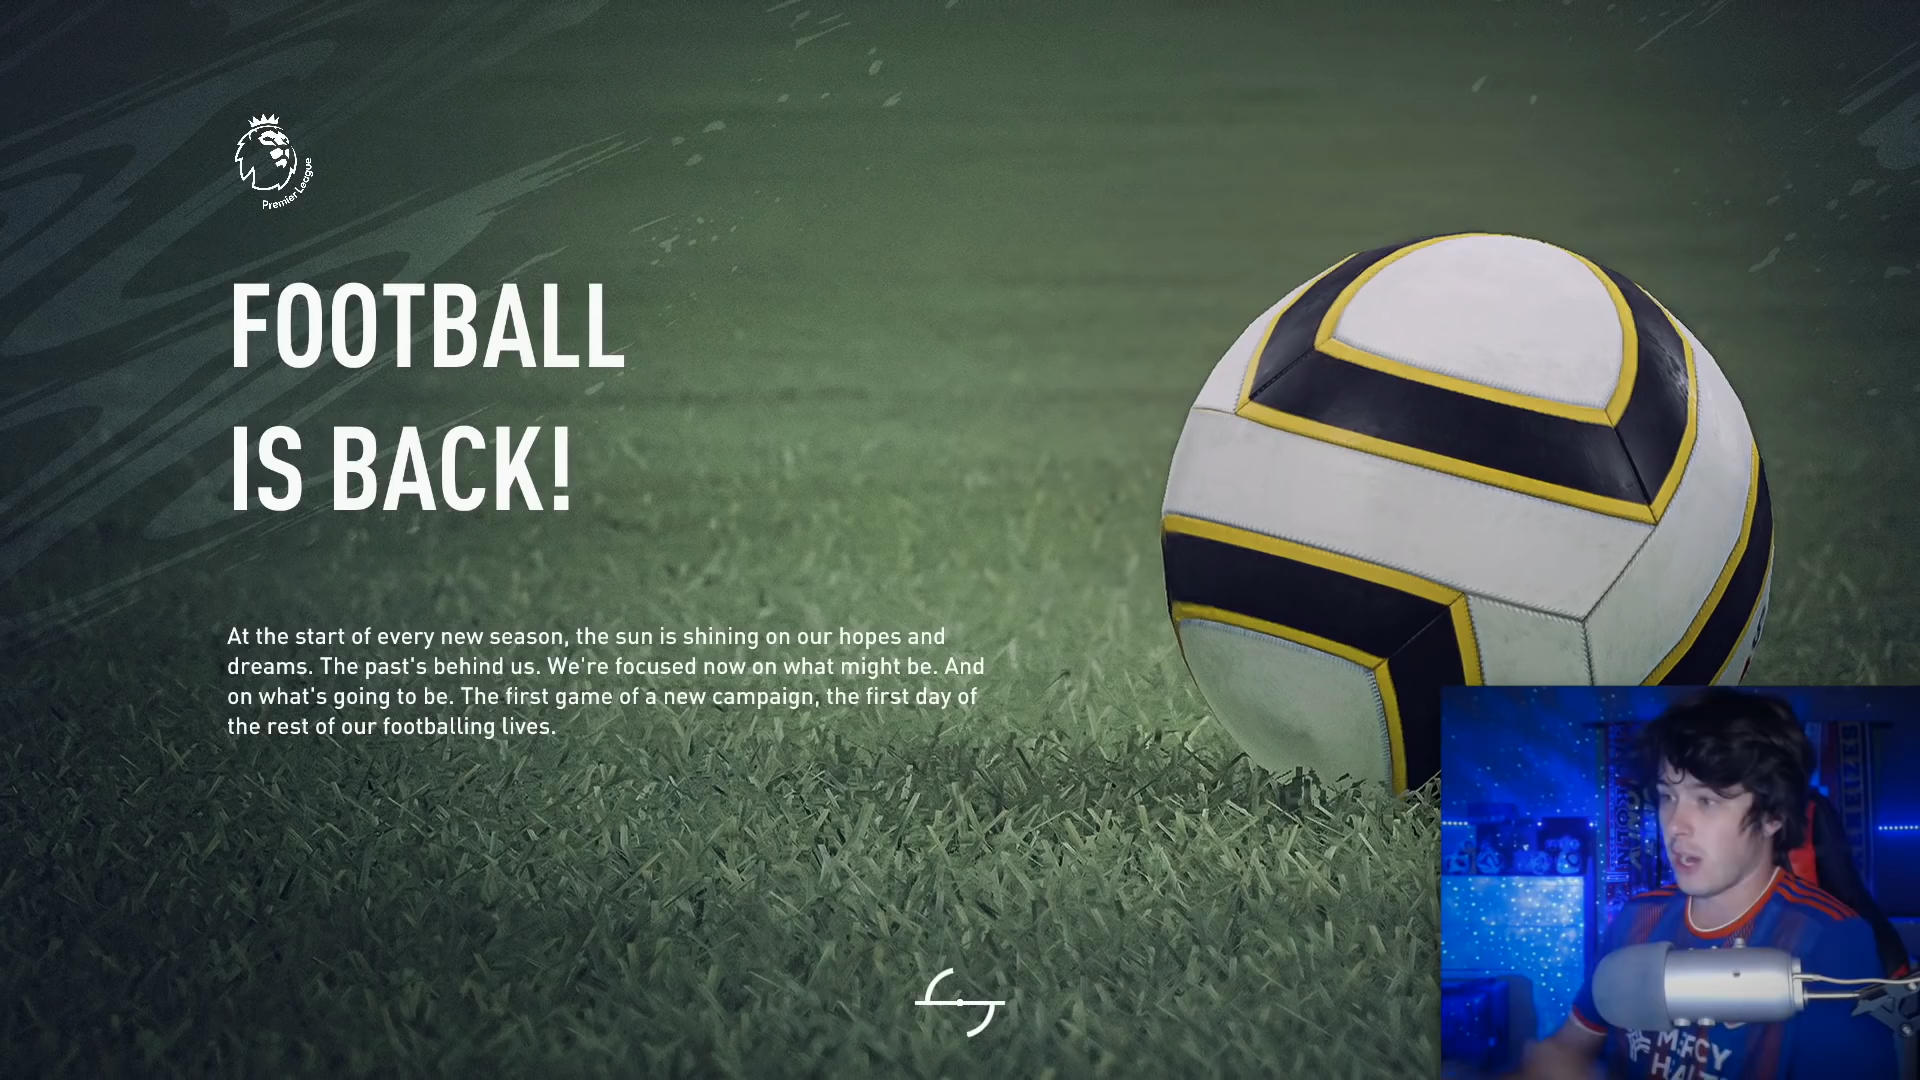 Premier League
FOOTBALL
IS BACK!
At the start of every new season, the sun is shining on our hopes and
dreams. The past's behind us. We're focused now on what might be. And
on what's going to be. The first game of a new campaign, the first day of
the rest of our footballing lives.
MERCY